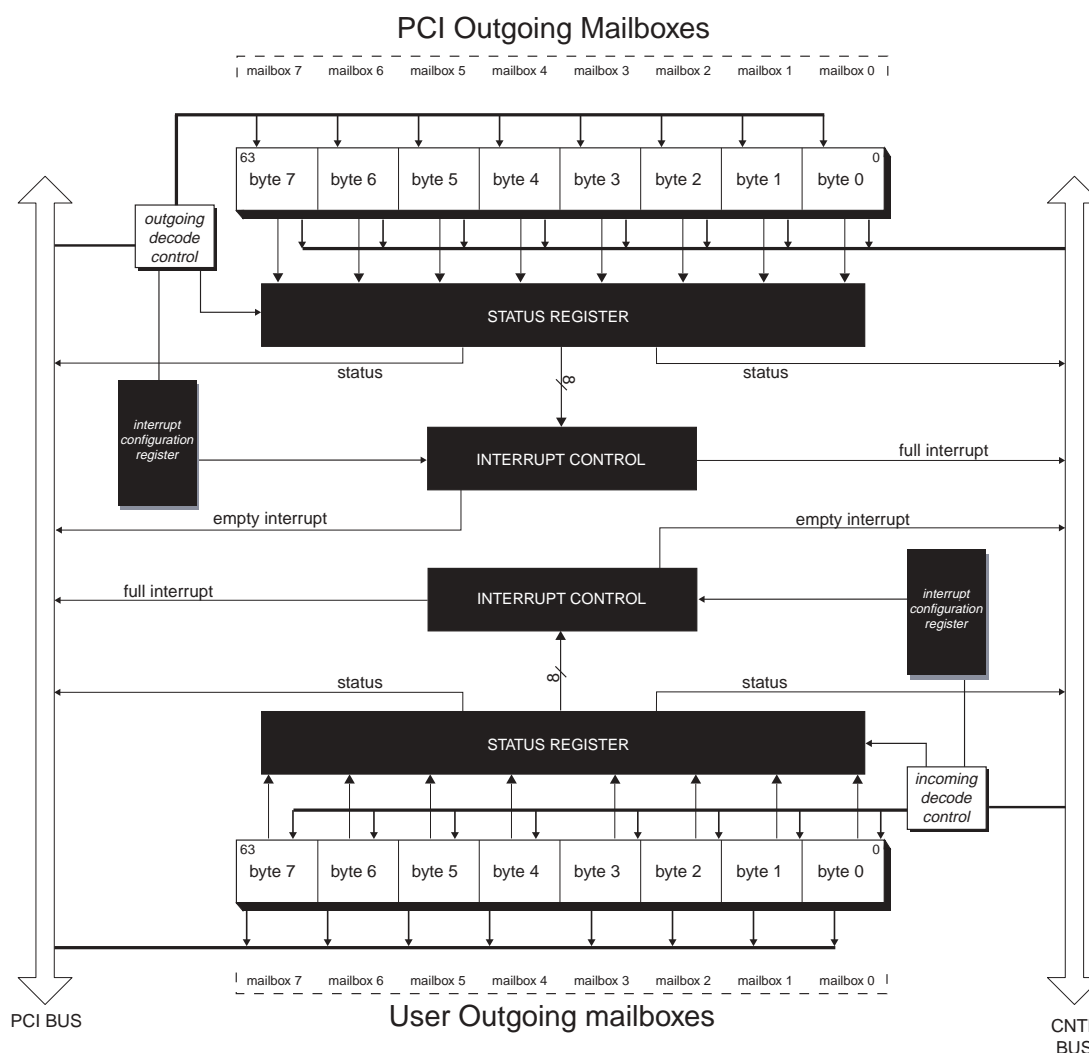 PCI Outgoing Mailboxes
mailbox 7 mailbox 6 mailbox 5 mailbox 4 mailbox 3 mailbox 2 mailbox 1 mailbox 0
63 0
byte 7 byte 6 byte 5 byte 4 byte 3 byte 2 byte 1 byte 0
outgoing
decode
control
STATUS REGISTER
status status
8
interrupt
configuration
register
INTERRUPT CONTROL
full interrupt
empty interrupt
empty interrupt
full interrupt
INTERRUPT CONTROL
interrupt
configuration
register
8
status status
STATUS REGISTER
incoming
decode
control
63 0
byte 7 byte 6 byte 5 byte 4 byte 3 byte 2 byte 1 byte 0
mailbox 7 mailbox 6 mailbox 5 mailbox 4 mailbox 3 mailbox 2 mailbox 1 mailbox 0
User Outgoing mailboxes
PCI BUS
BUS